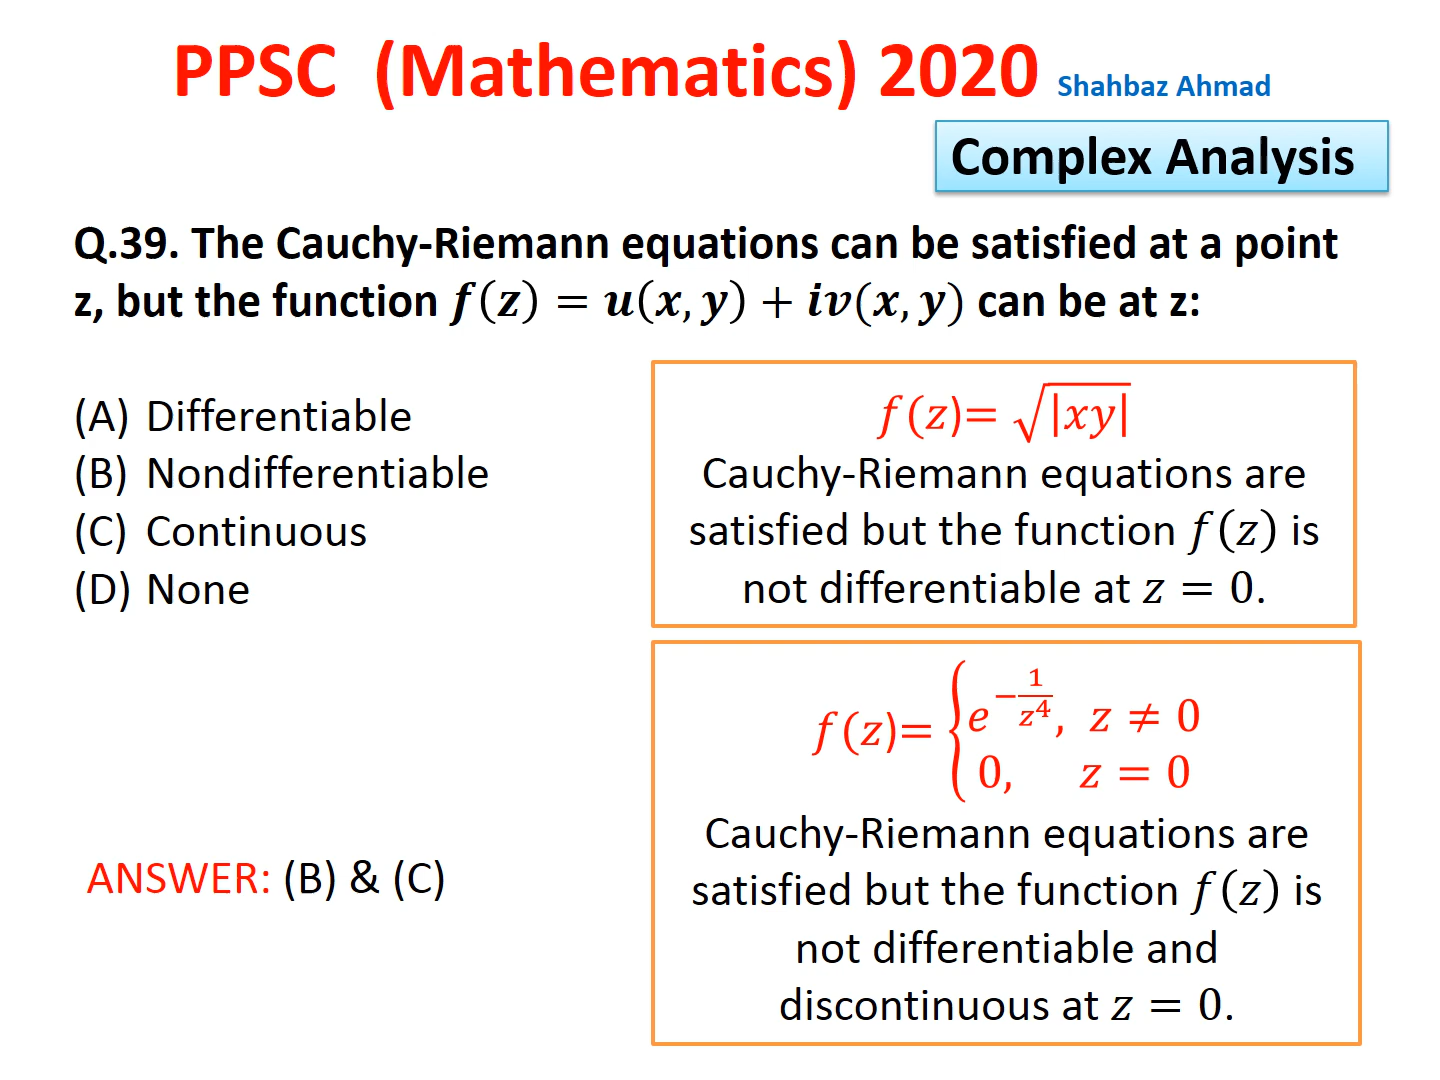 PPSC (Mathematics) 2020 Shahbaz Ahmad
Complex Analysis
Q.39. The Cauchy-Riemann equations can be satisfied at a point
z, but the function f(z) = u(x, y) + iv(x, y) can be at z:
(A) Differentiable
(B) Nondifferentiable
(C) Continuous
(D) None
ANSWER: (B) & (C)
f(z)= √|xy|
Cauchy-Riemann equations are
satisfied but the function f(z) is
not differentiable at z = 0.
f(z)= { e^{-1/z^4}, z ≠ 0
0, z = 0
Cauchy-Riemann equations are
satisfied but the function f(z) is
not differentiable and
discontinuous at z = 0.